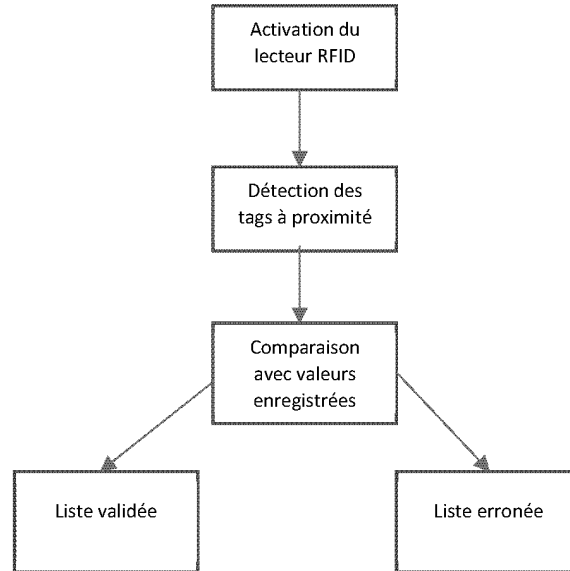 Activation du
lecteur RFID
Détection des
tags à proximité
Comparaison
avec valeurs
enregistrées
Liste validée
Liste erronée